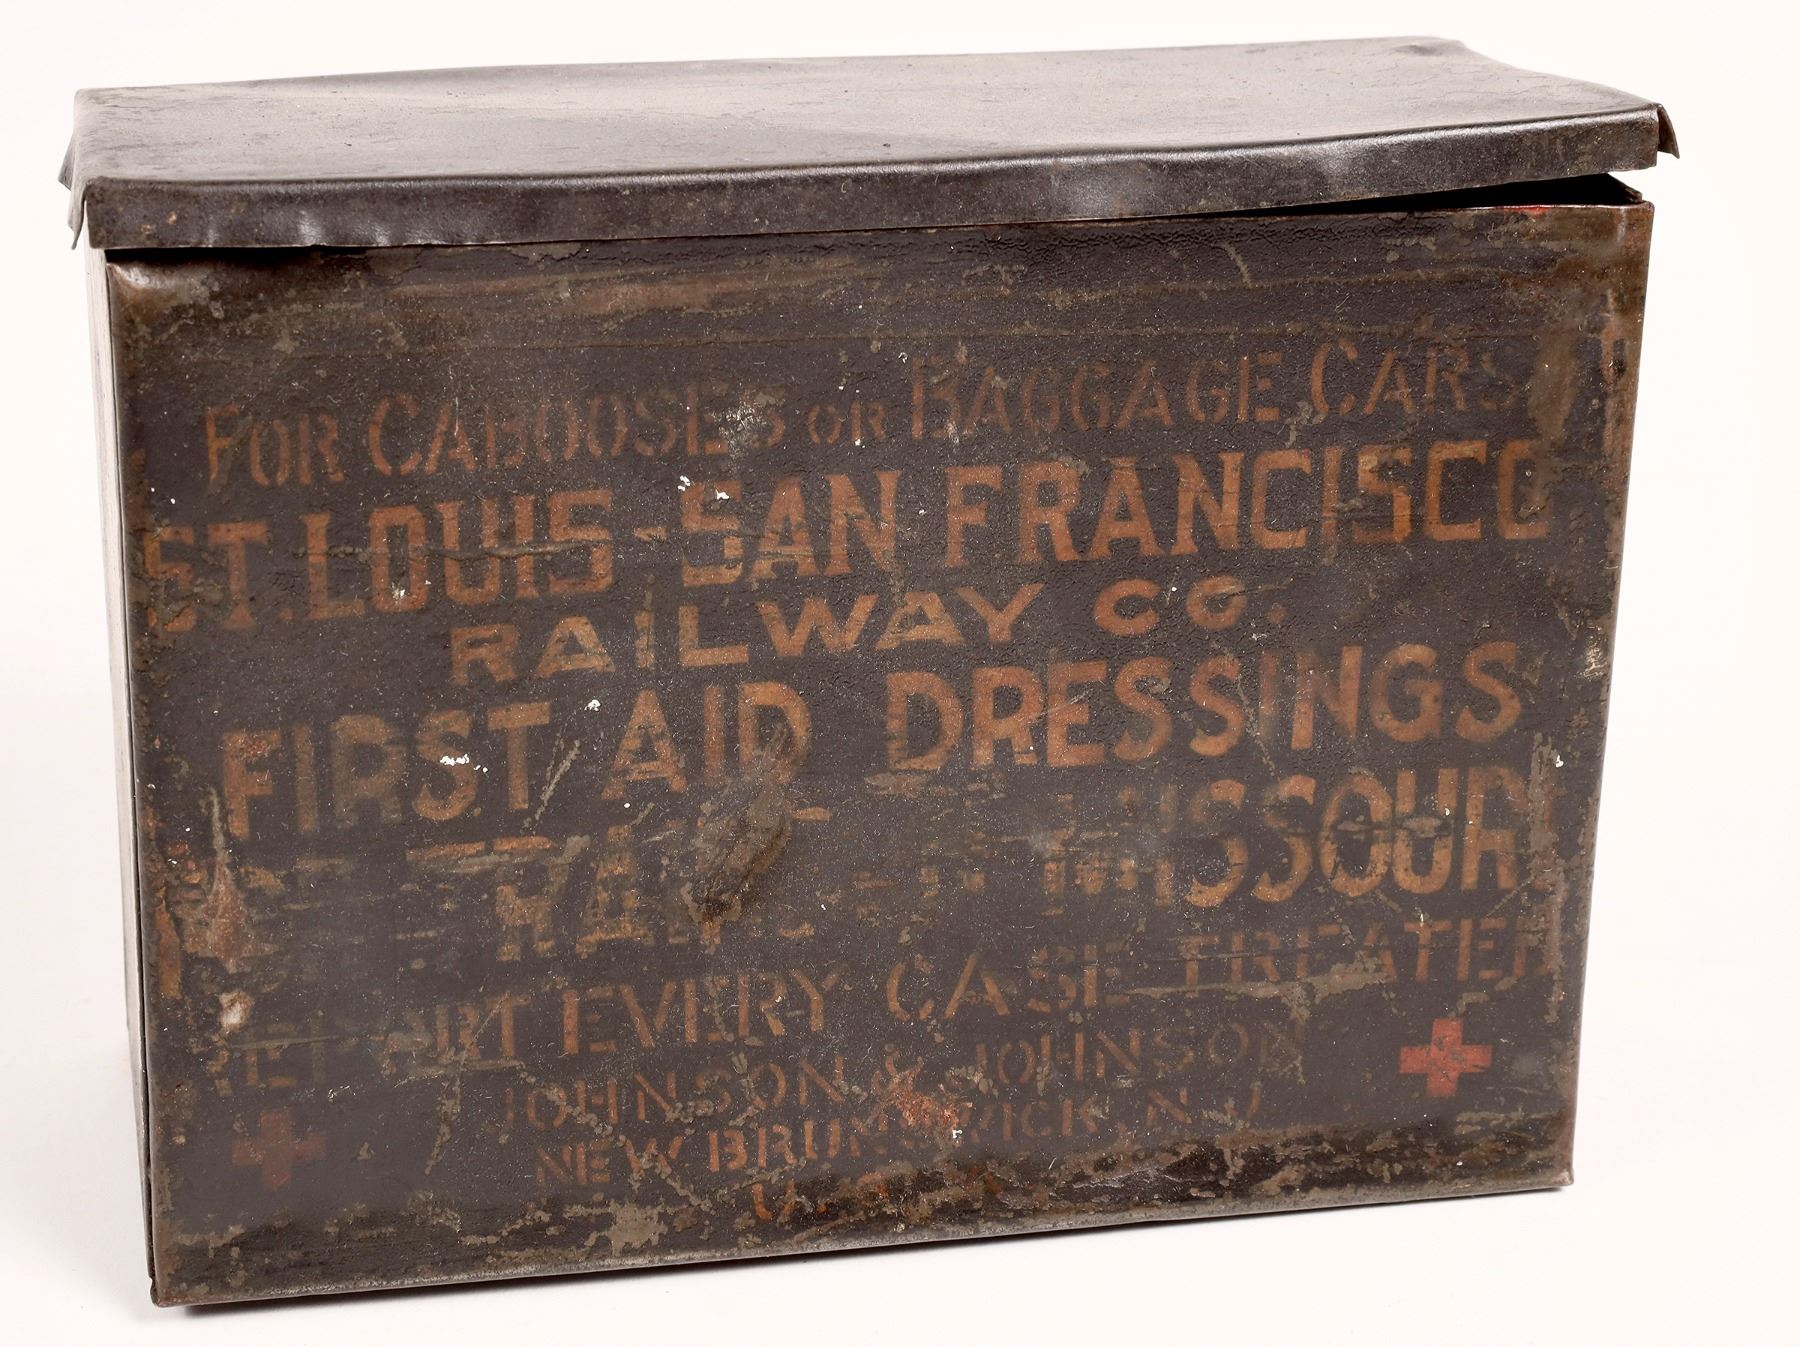 FOR CABOOSES OR BAGGAGE CARS
ST. LOUIS-SAN FRANCISCO
RAILWAY CO.
FIRST AID DRESSINGS
MISSOURI
REPORT EVERY CASE TREATED
JOHNSON & JOHNSON
NEW BRUNSWICK, N.J.